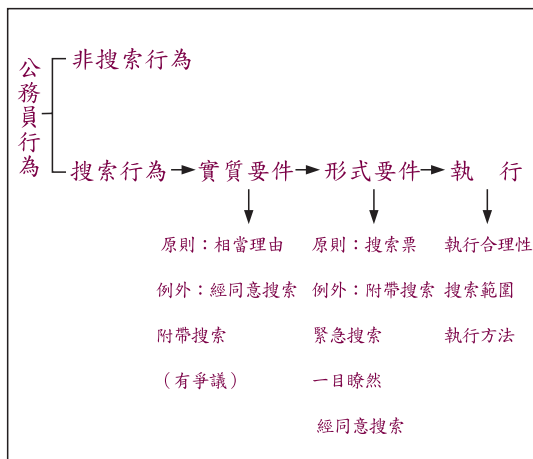 公務員行為
非搜索行為
搜索行為
實質要件
形式要件
執 行
原則：相當理由
例外：經同意搜索
附帶搜索
（有爭議）
原則：搜索票
例外：附帶搜索
緊急搜索
一目瞭然
經同意搜索
執行合理性
搜索範圍
執行方法